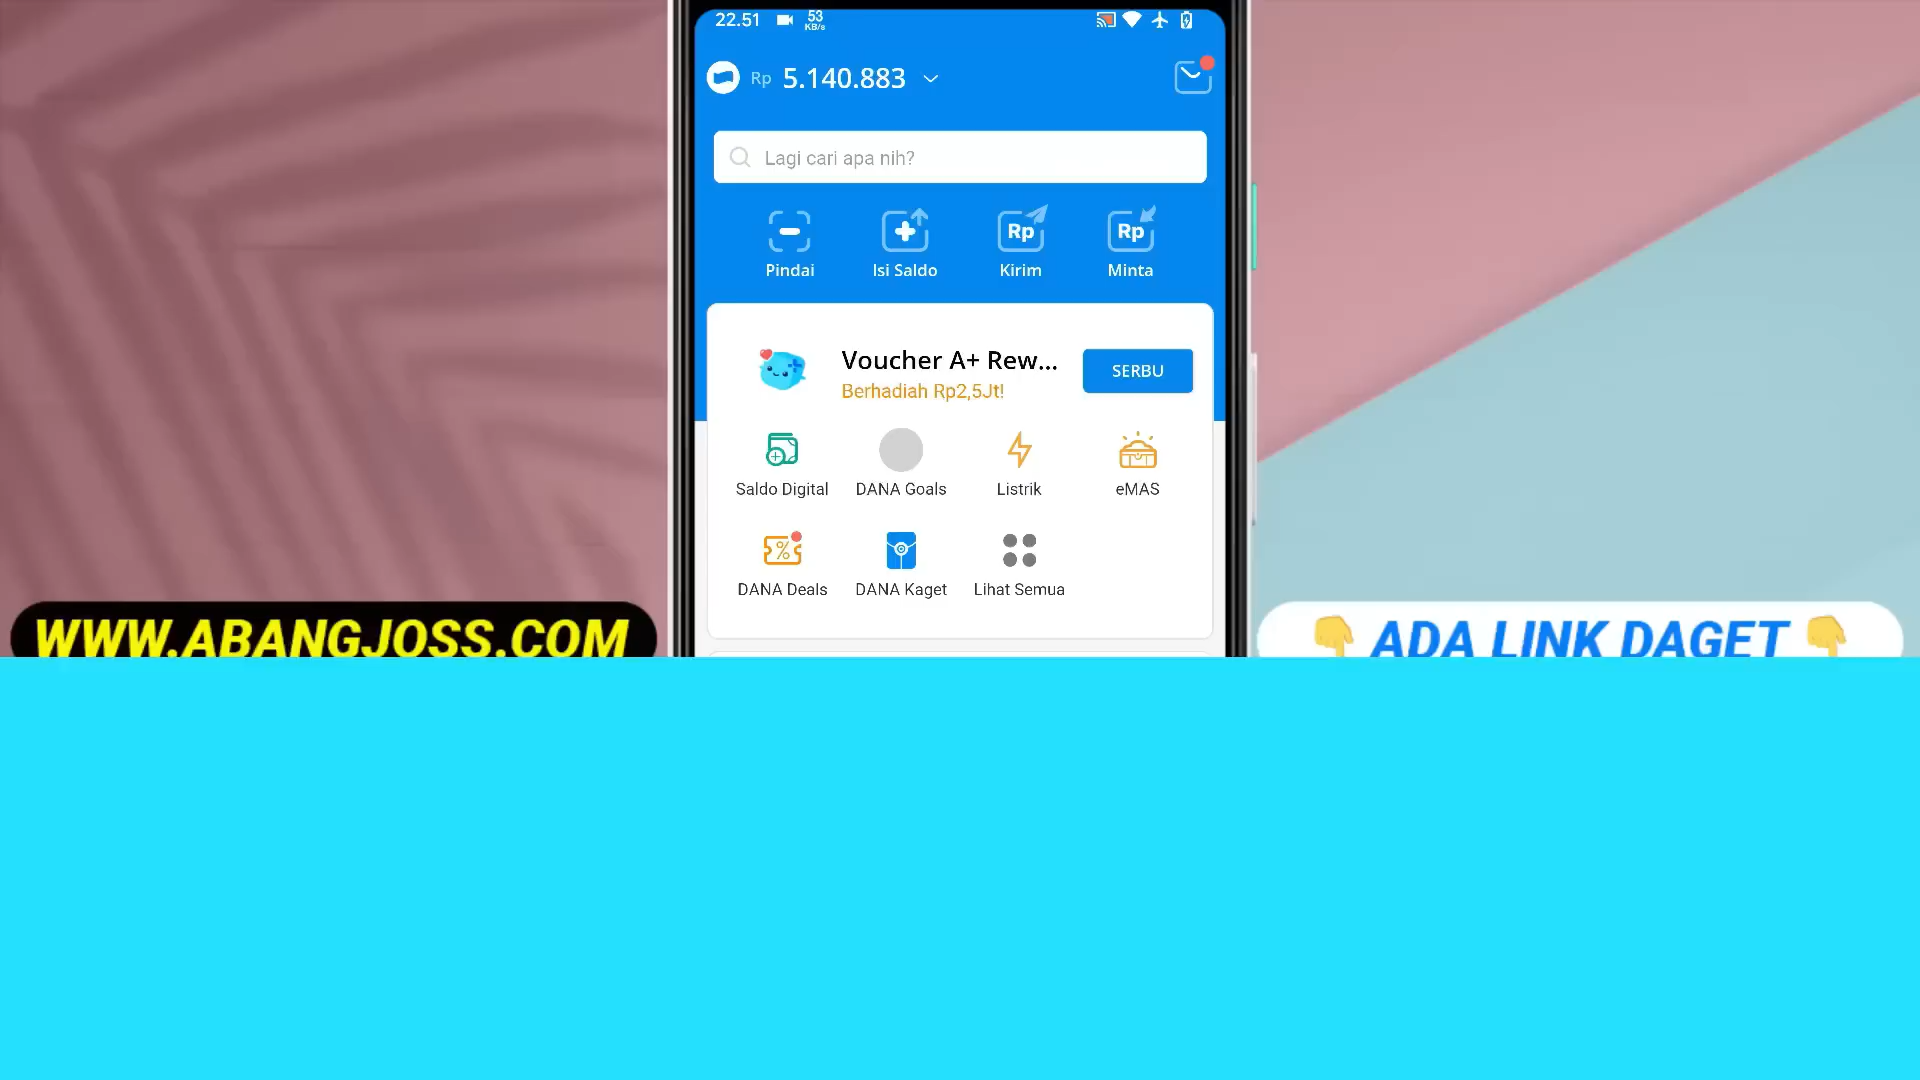 22.51 53
KB/s
Rp 5.140.883
Lagi cari apa nih?
Pindai Isi Saldo Kirim Minta
Rp Rp
Voucher A+ Rew...
SERBU
Berhadiah Rp2,5Jt!
Saldo Digital DANA Goals Listrik eMAS
DANA Deals DANA Kaget Lihat Semua
WWW.ABANGJOSS.COM
👇 ADA LINK DAGET 👇